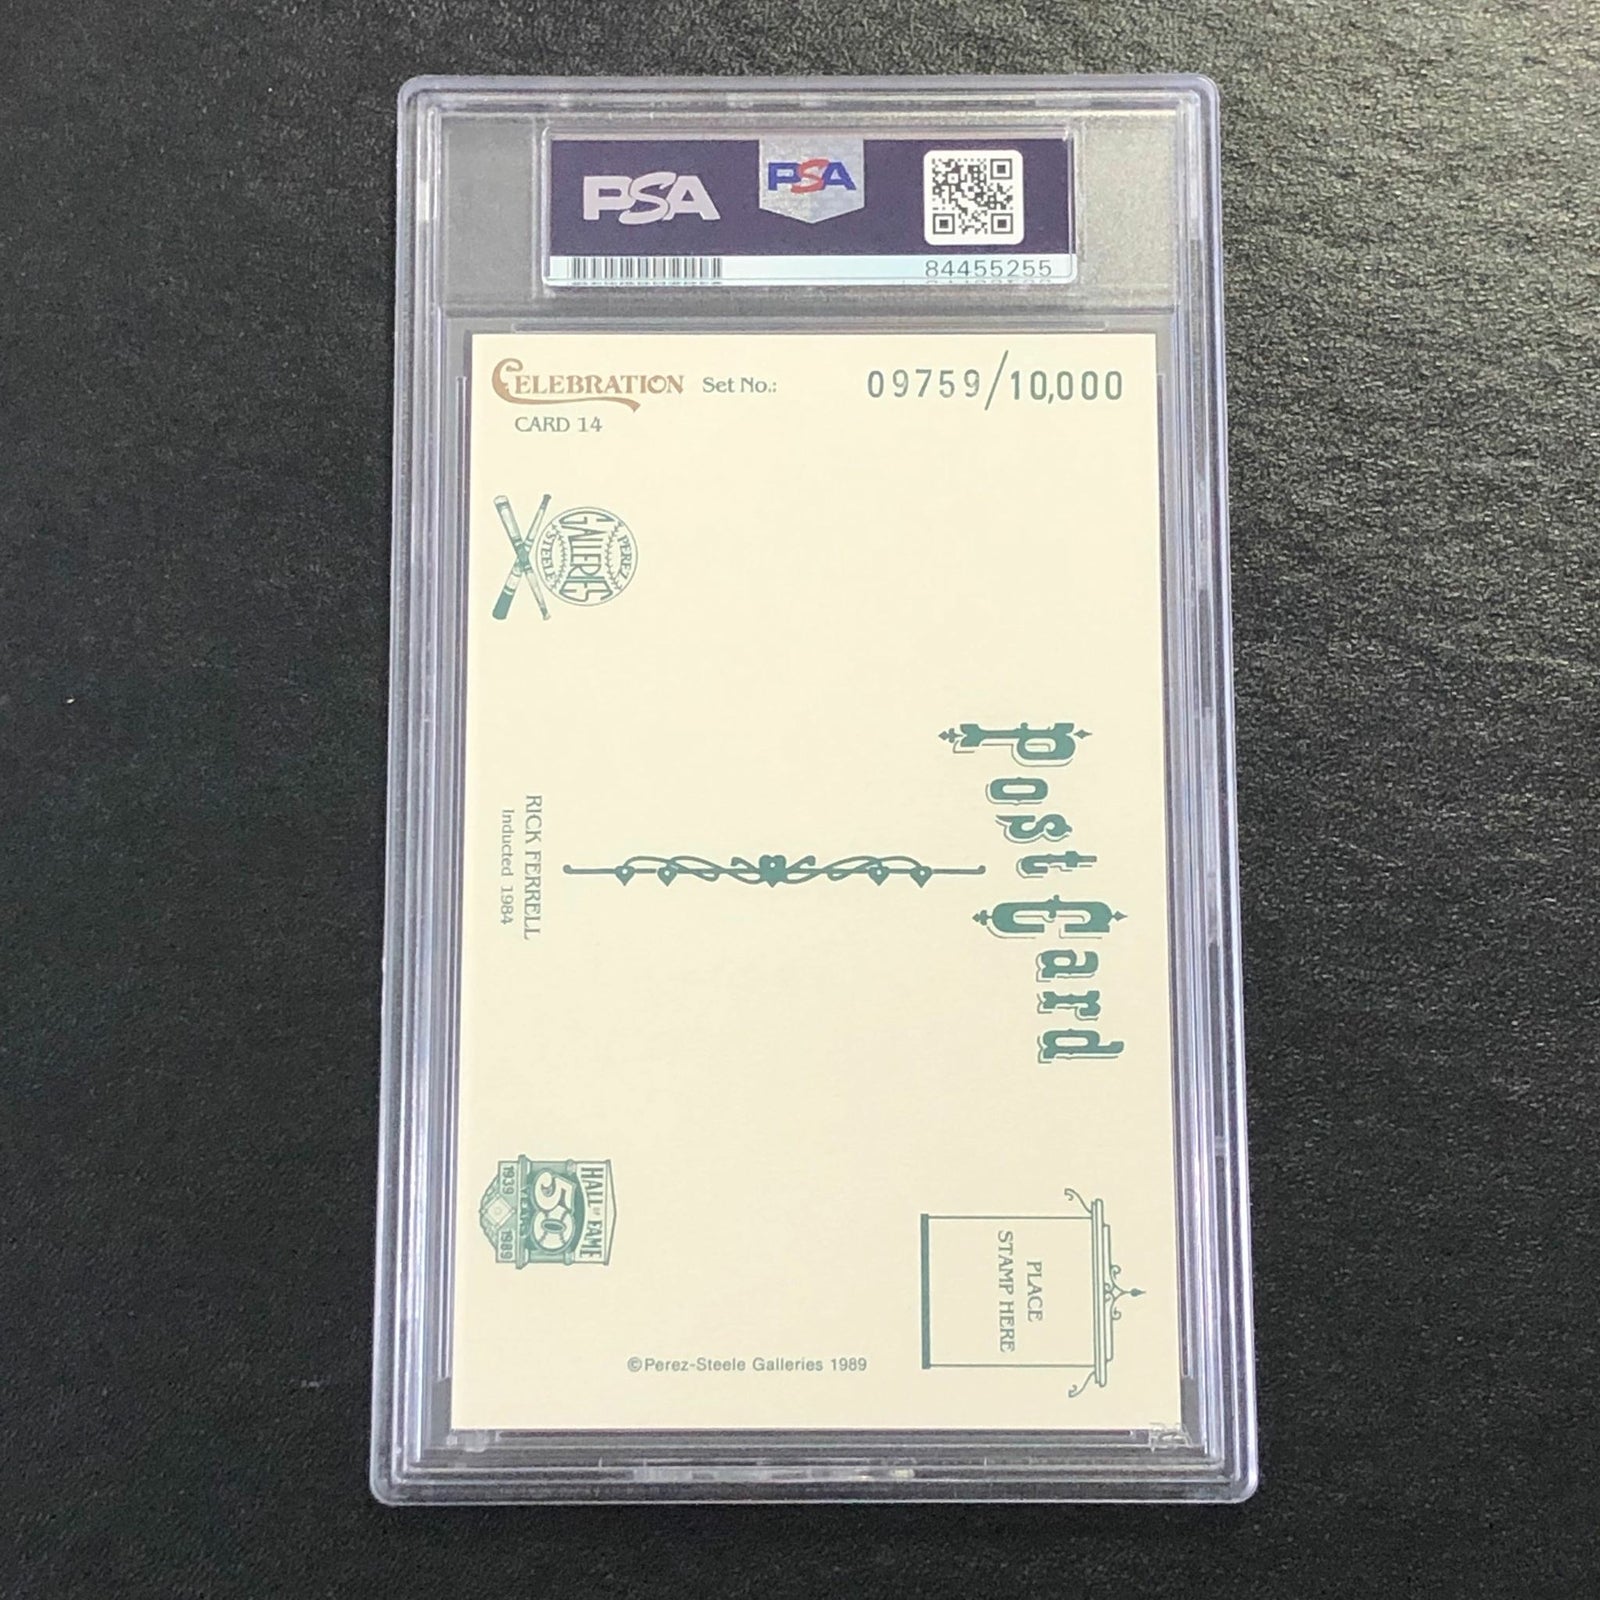 PSA
PSA
84455255
CELEBRATION Set No.: 09759/10,000
CARD 14
PEREZ
GALLERIES
STEELE
Post Card
RICK FERRELL
Inducted 1984
HALL OF FAME
50
YEARS
1939 1989
PLACE
STAMP HERE
©Perez-Steele Galleries 1989